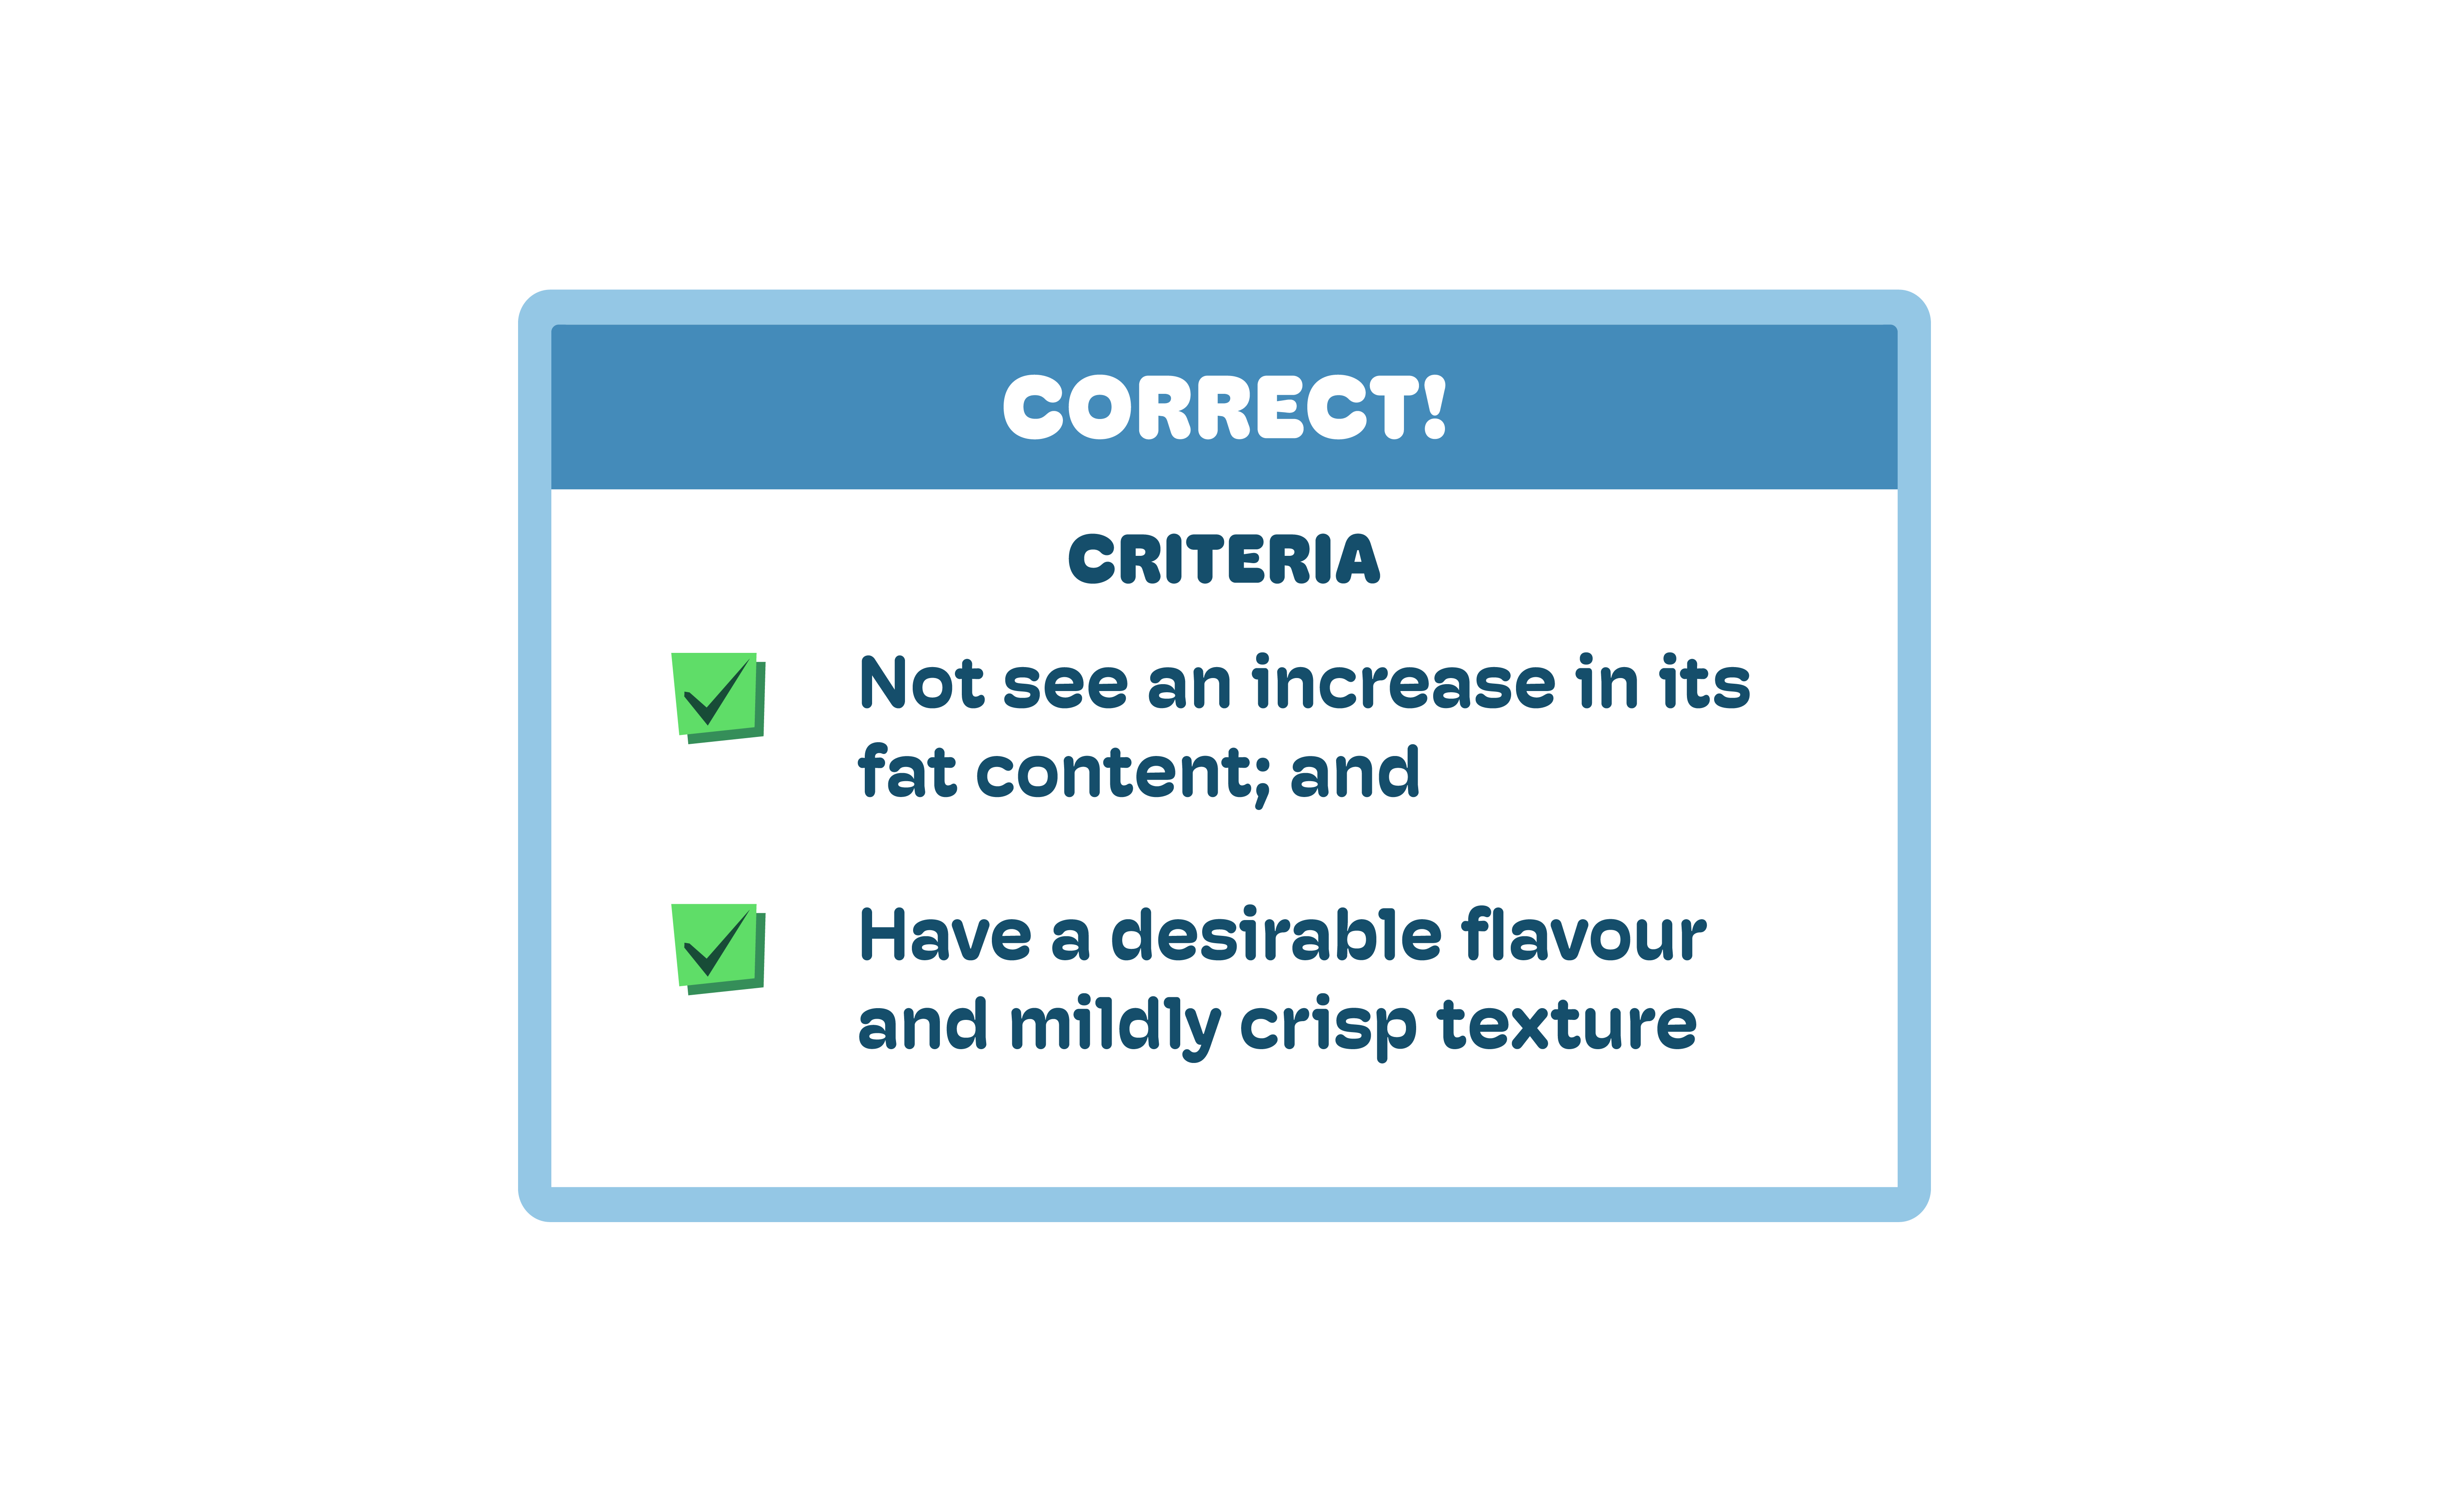 CORRECT!
CRITERIA
Not see an increase in its
fat content; and
Have a desirable flavour
and mildly crisp texture